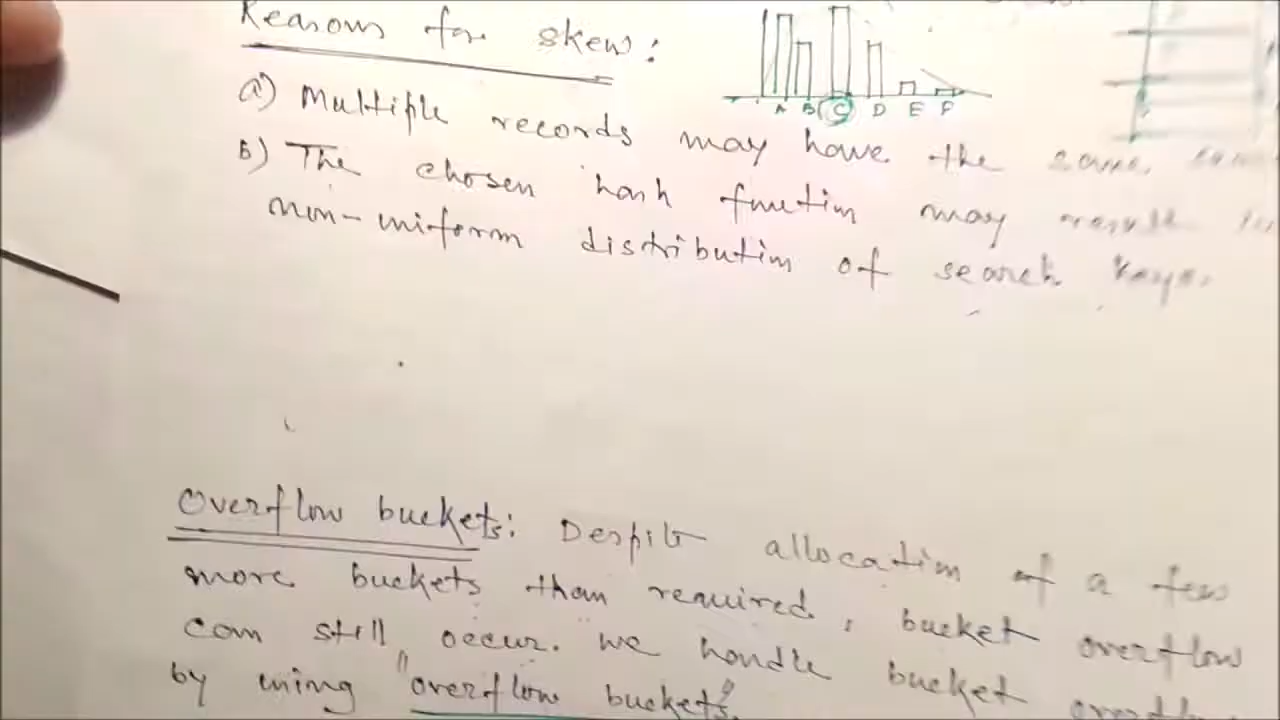 Reasons for skew:
A B C D E F
a) Multiple records may have the same
b) The chosen hash function may result in
non-uniform distribution of search keys.
Overflow buckets: Despite allocation of a few
more buckets than required, bucket overflow
can still occur. We handle bucket overflow
by using "overflow buckets".